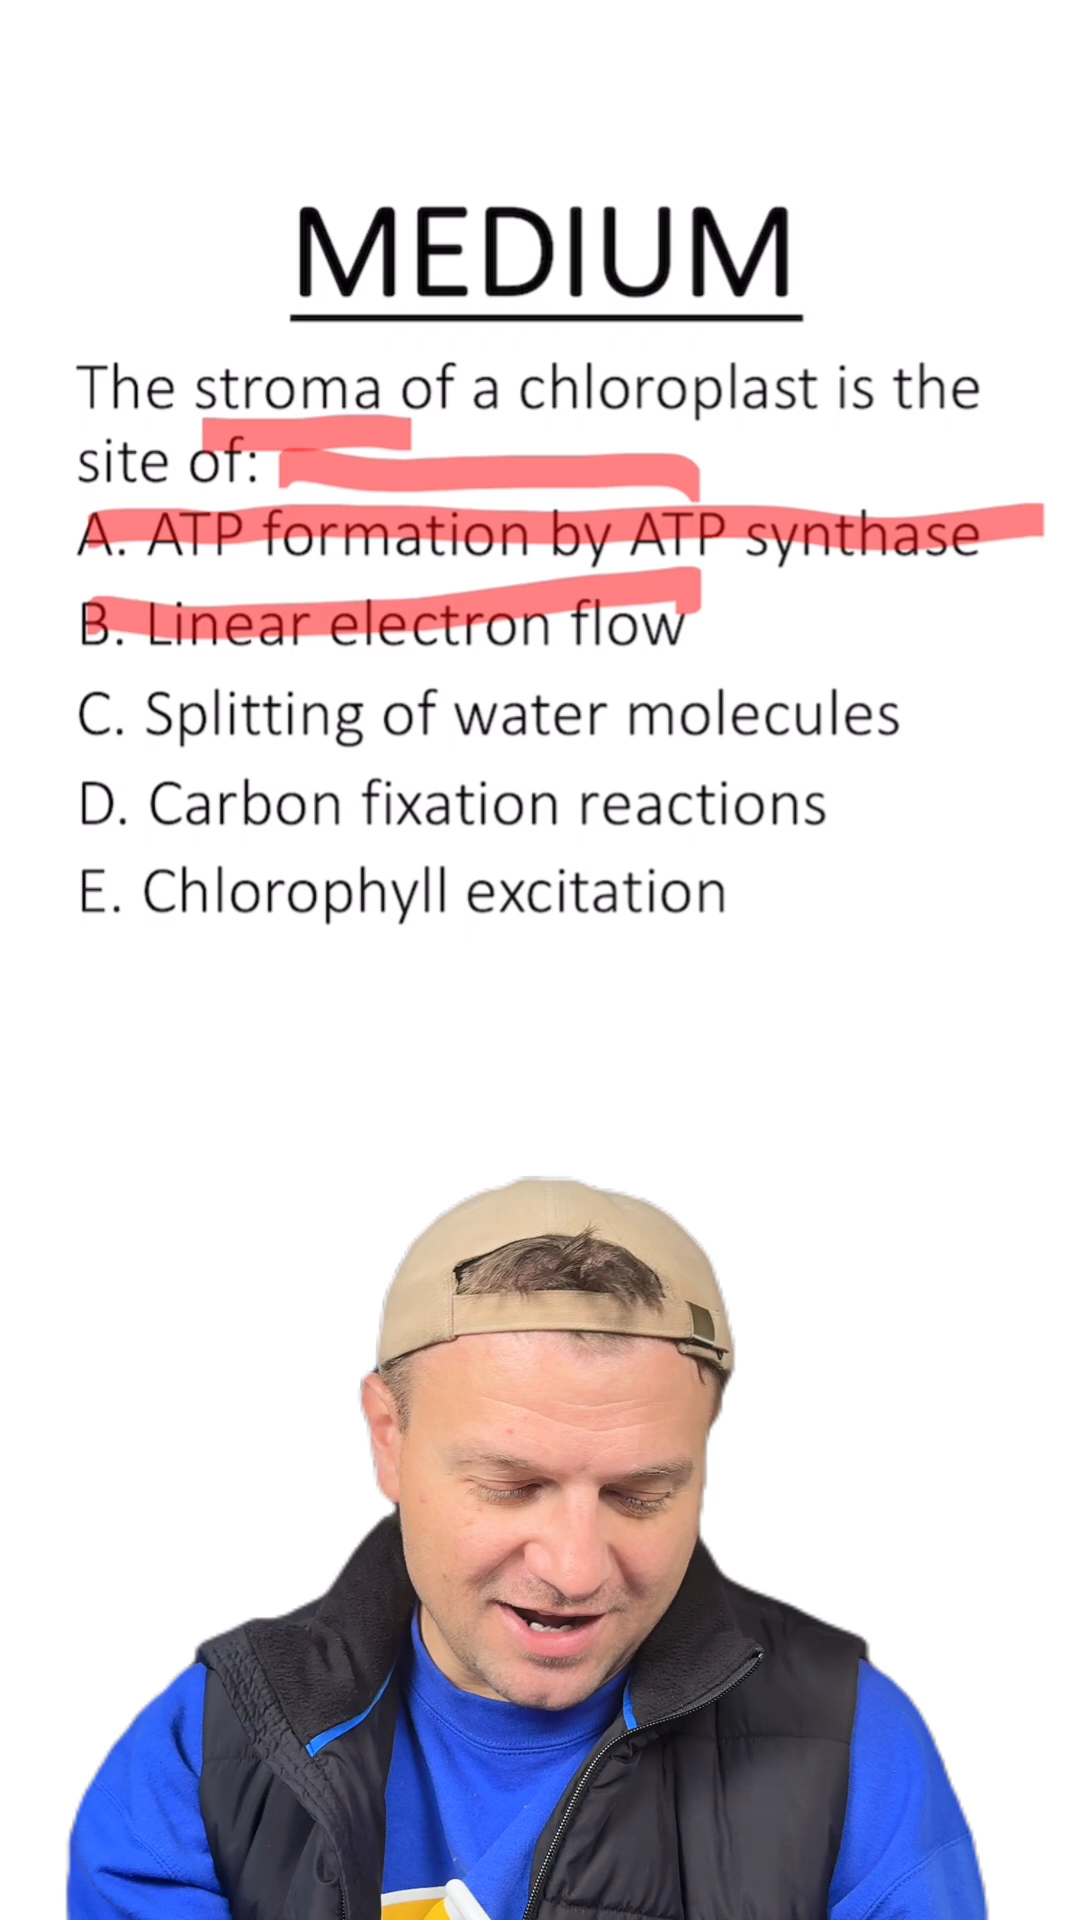 MEDIUM
The stroma of a chloroplast is the
site of:
A. ATP formation by ATP synthase
B. Linear electron flow
C. Splitting of water molecules
D. Carbon fixation reactions
E. Chlorophyll excitation